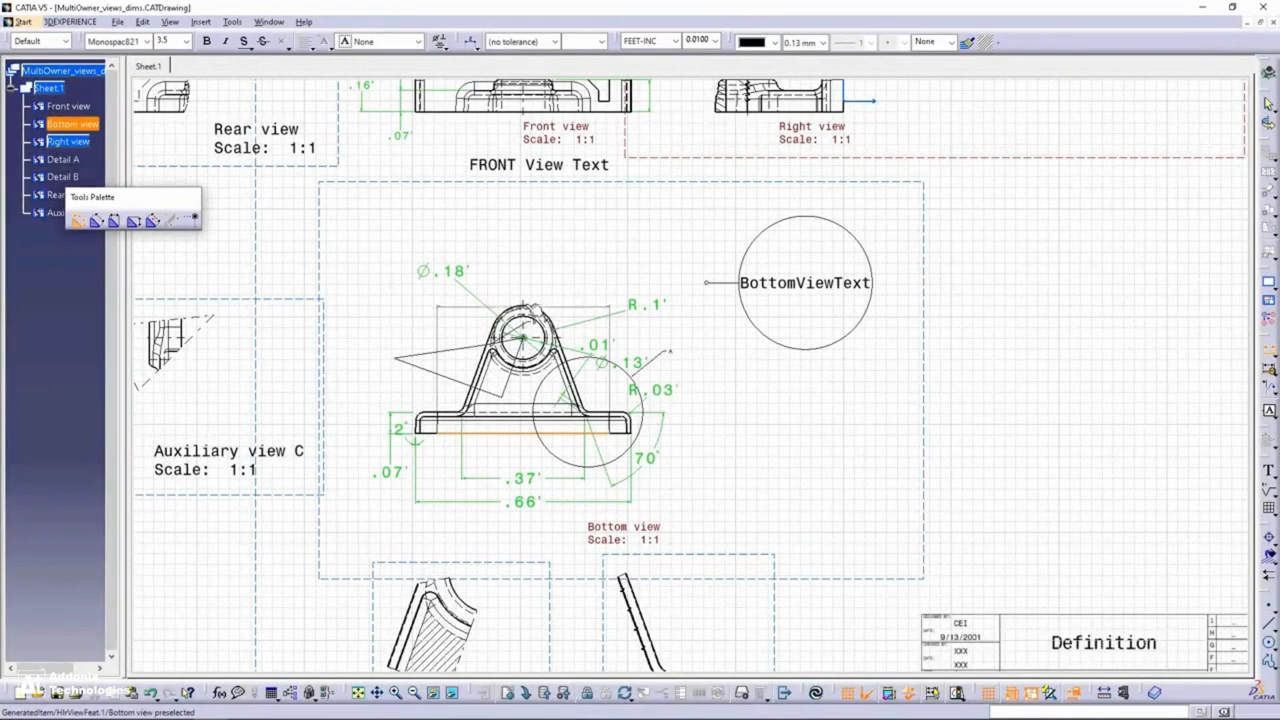 CATIA V5 - [MultiOwner_views_dims.CATDrawing]
Start 3DEXPERIENCE File Edit View Insert Tools Window Help
Default Monospac821 3.5 B I S S A None (no tolerance) FEET-INC 0.0100 0.13 mm 1 None
MultiOwner_views_d
Sheet.1
Front view
Bottom view
Right view
Detail A
Detail B
Rea
Auxi
Tools Palette
Sheet.1
.16'
.07'
Rear view
Scale: 1:1
Front view
Scale: 1:1
Right view
Scale: 1:1
FRONT View Text
Ø.18'
R.1'
.01'
Ø.13'
A
R.03'
2°
.07'
70°
.37'
.66'
BottomViewText
Auxiliary view C
Scale: 1:1
Bottom view
Scale: 1:1
CEI
9/13/2001
XXX
XXX
Definition
I
H
G
F
Addonix
Technologies
CATIA
GeneratedItem/HlrViewFeat.1/Bottom view preselected